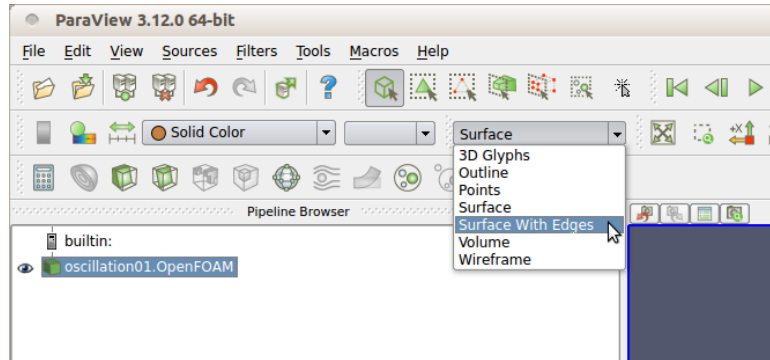 ParaView 3.12.0 64-bit
File Edit View Sources Filters Tools Macros Help
Solid Color
Surface
3D Glyphs
Outline
Points
Surface
Surface With Edges
Volume
Wireframe
Pipeline Browser
builtin:
oscillation01.OpenFOAM